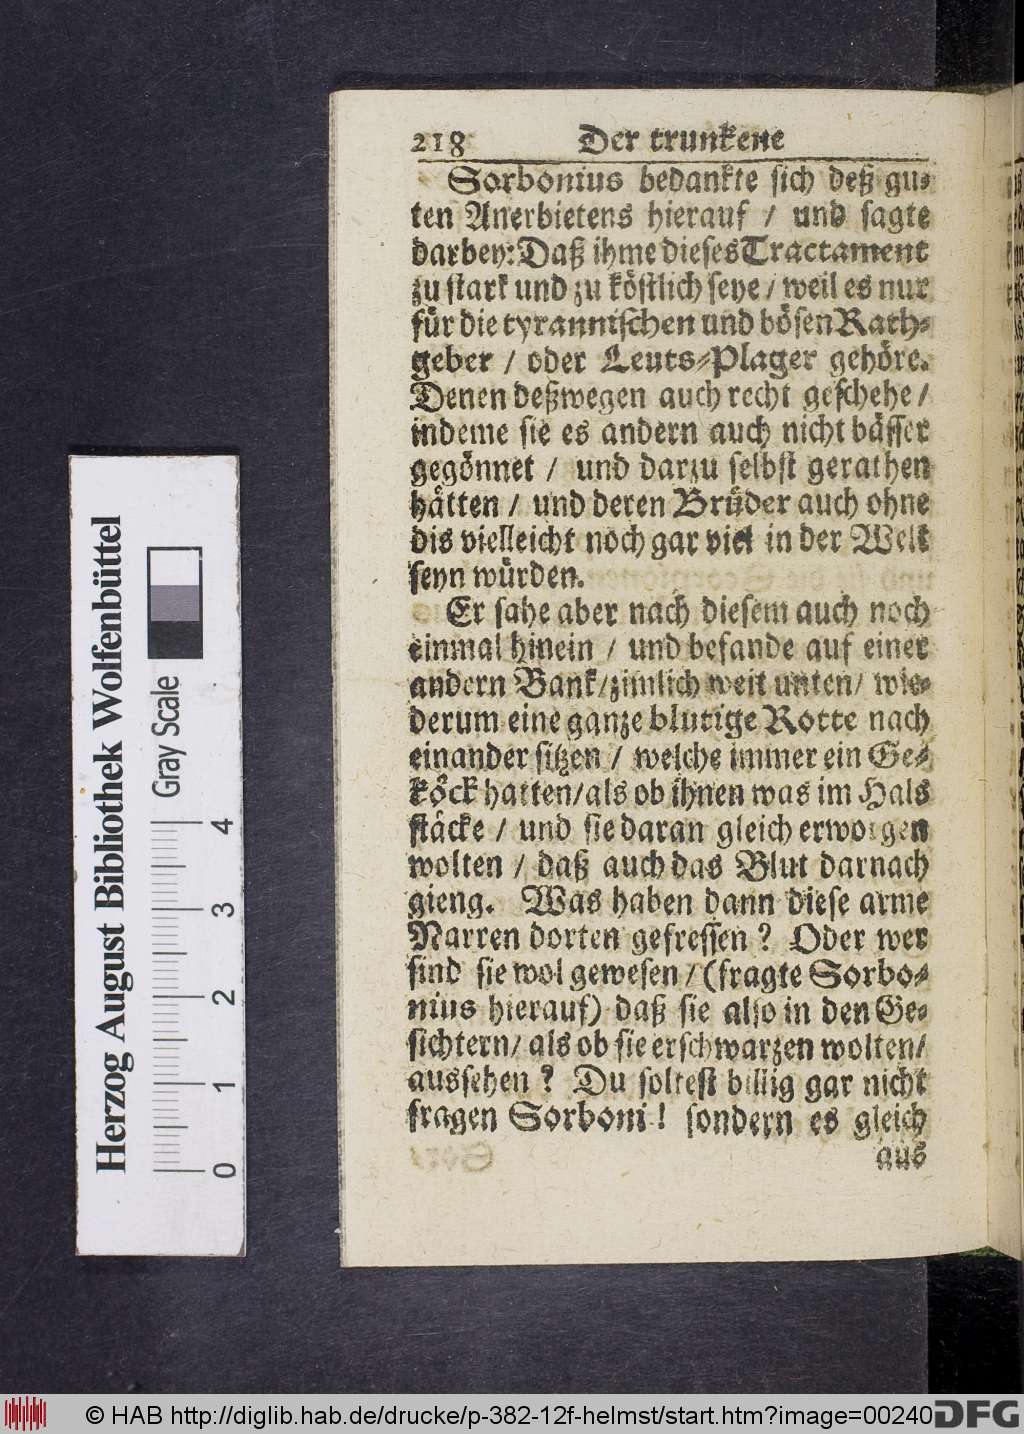 218 Der trunkene
Sorbonius bedankte sich deß gu-
ten Anerbietens hierauf / und sagte
darbey: Daß ihme dieses Tractament
zu stark und zu köstlich seye / weil es nur
für die tyrannischen und bösen Rath-
geber / oder Leuts-Plager gehöre.
Denen deßwegen auch recht geschehe /
indeme sie es andern auch nicht bässer
gegönnet / und darzu selbst gerathen
hätten / und deren Brüder auch ohne
dis vielleicht noch gar viel in der Welt
seyn würden.
Er sahe aber nach diesem auch noch
einmal hinein / und befande auf einer
andern Bank / zimlich weit unten / wie-
derum eine ganze blutige Rotte nach
einander sitzen / welche immer ein Ge-
köck hatten / als ob ihnen was im Hals
stäcke / und sie daran gleich erworgen
wolten / daß auch das Blut darnach
gieng. Was haben dann diese arme
Narren dorten gefressen? Oder wer
sind sie wol gewesen / (fragte Sorbo-
nius hierauf) daß sie also in den Ge-
sichtern / als ob sie erschwarzen wolten /
aussehen? Du soltest billig gar nicht
fragen Sorboni! sondern es gleich
aus
Herzog August Bibliothek Wolfenbüttel
Gray Scale
0 1 2 3 4
© HAB http://diglib.hab.de/drucke/p-382-12f-helmst/start.htm?image=00240
DFG